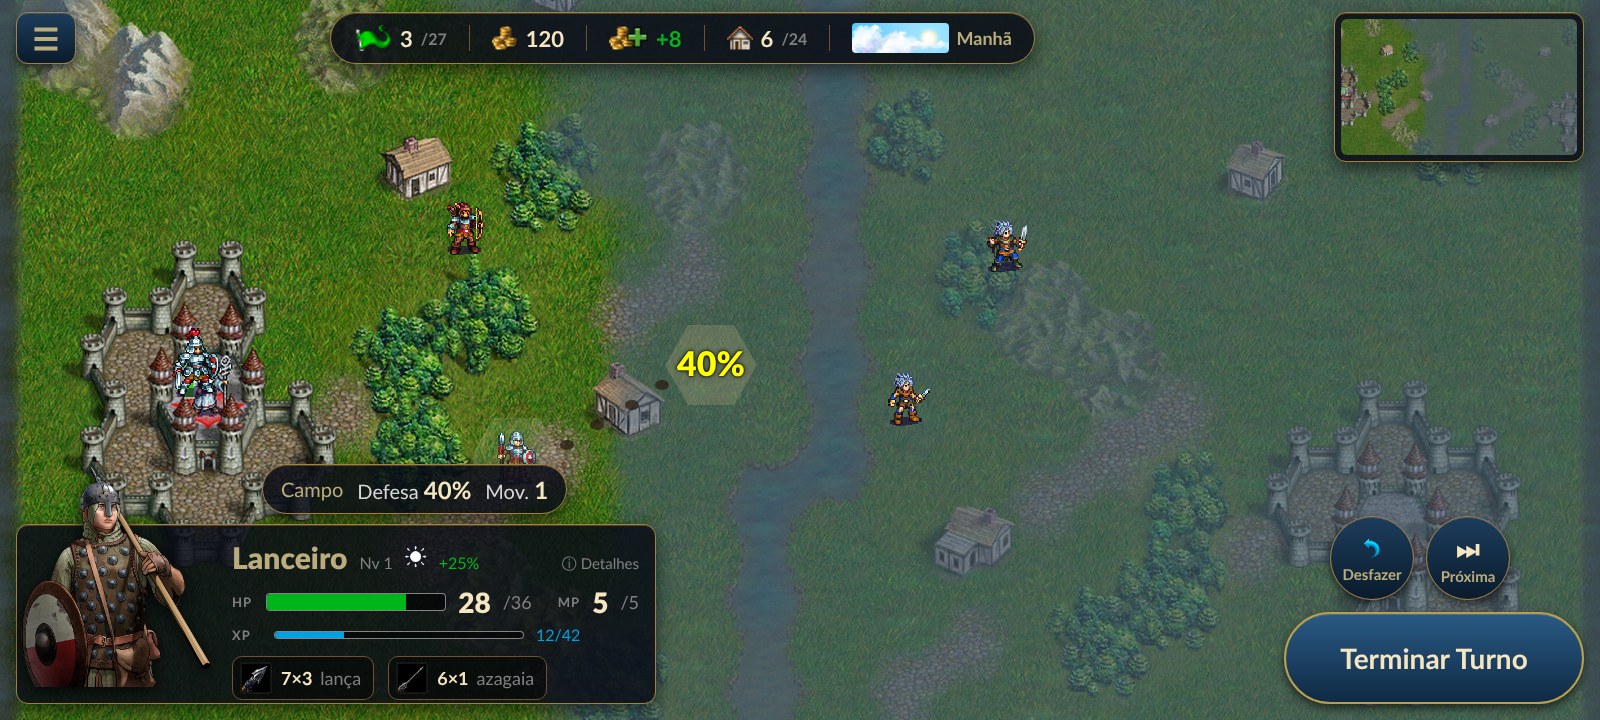 3 /27 120 +8 6 /24 Manhã
40%
Campo Defesa 40% Mov. 1
Lanceiro Nv 1 +25% Detalhes
HP 28 /36 MP 5 /5
XP 12/42
7×3 lança 6×1 azagaia
Desfazer Próxima
Terminar Turno